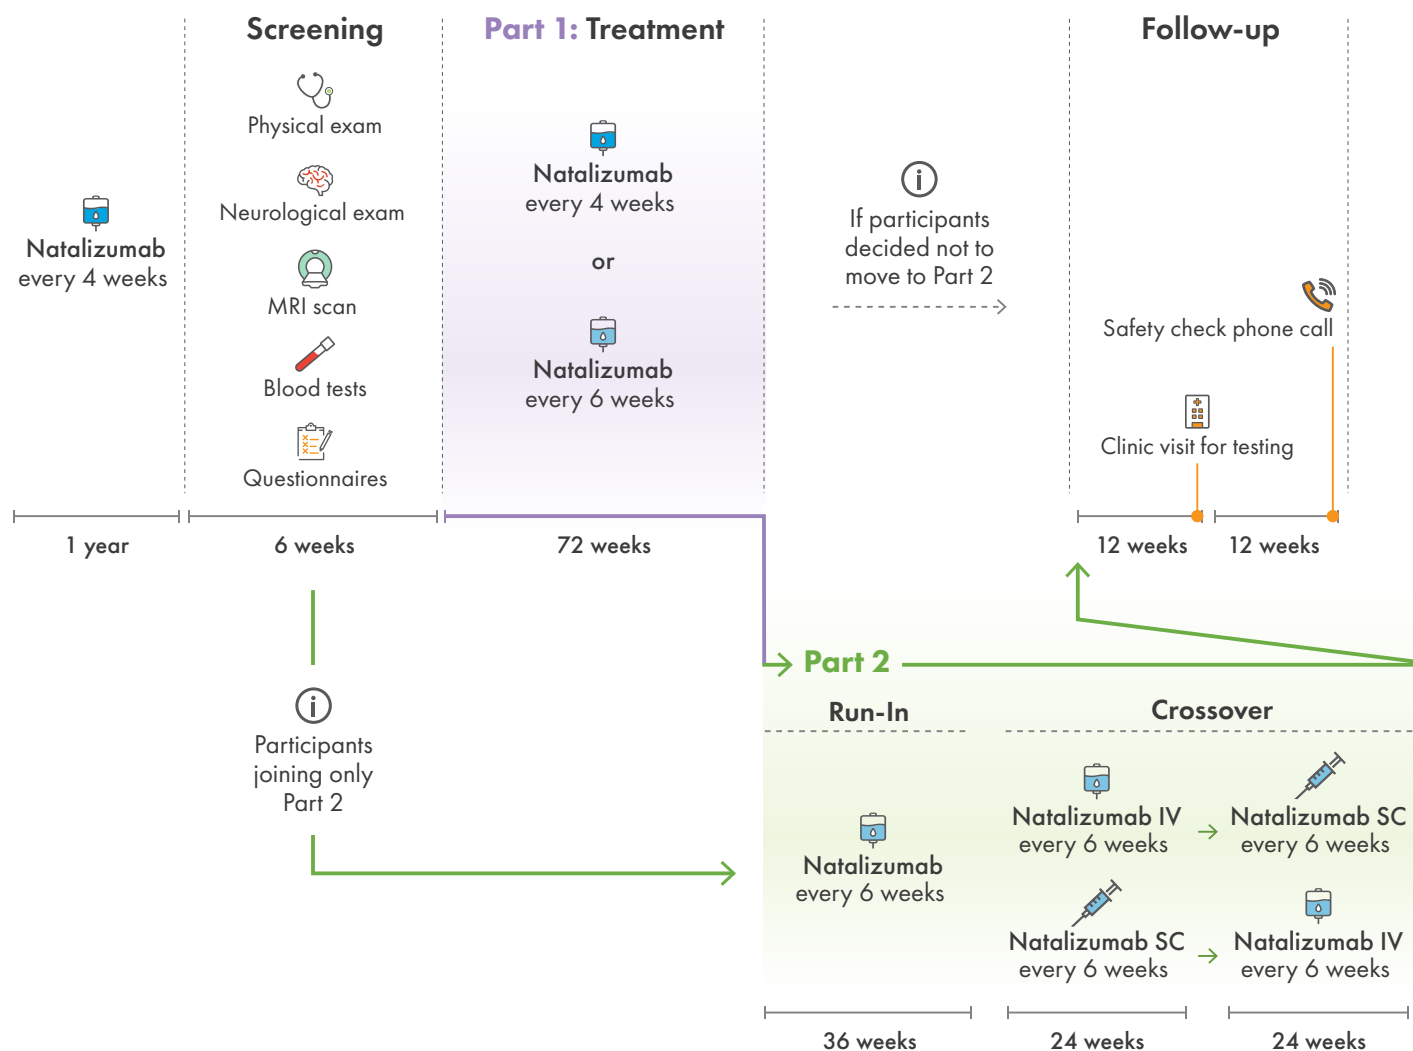 Screening
Part 1: Treatment
Follow-up
Natalizumab
every 4 weeks
Physical exam
Neurological exam
MRI scan
Blood tests
Questionnaires
Natalizumab
every 4 weeks
or
Natalizumab
every 6 weeks
If participants
decided not to
move to Part 2
Safety check phone call
Clinic visit for testing
1 year
6 weeks
72 weeks
12 weeks
12 weeks
Participants
joining only
Part 2
Part 2
Run-In
Crossover
Natalizumab
every 6 weeks
Natalizumab IV
every 6 weeks
Natalizumab SC
every 6 weeks
Natalizumab SC
every 6 weeks
Natalizumab IV
every 6 weeks
36 weeks
24 weeks
24 weeks